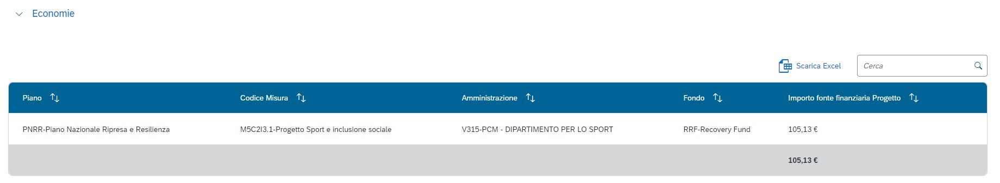 Economie
Scarica Excel
Cerca
Piano Codice Misura Amministrazione Fondo Importo fonte finanziaria Progetto
PNRR-Piano Nazionale Ripresa e Resilienza M5C2I3.1-Progetto Sport e inclusione sociale V315-PCM - DIPARTIMENTO PER LO SPORT RRF-Recovery Fund 105,13 €
105,13 €